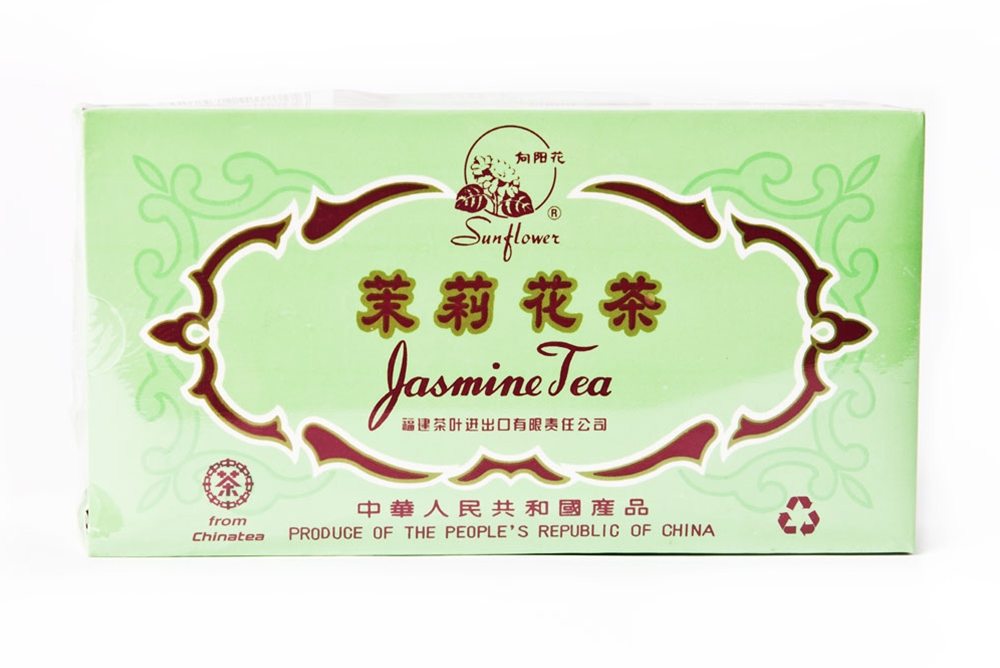 向阳花
®
Sunflower
茉莉花茶
Jasmine Tea
福建茶叶进出口有限责任公司
茶
from
Chinatea
中華人民共和國產品
PRODUCE OF THE PEOPLE'S REPUBLIC OF CHINA